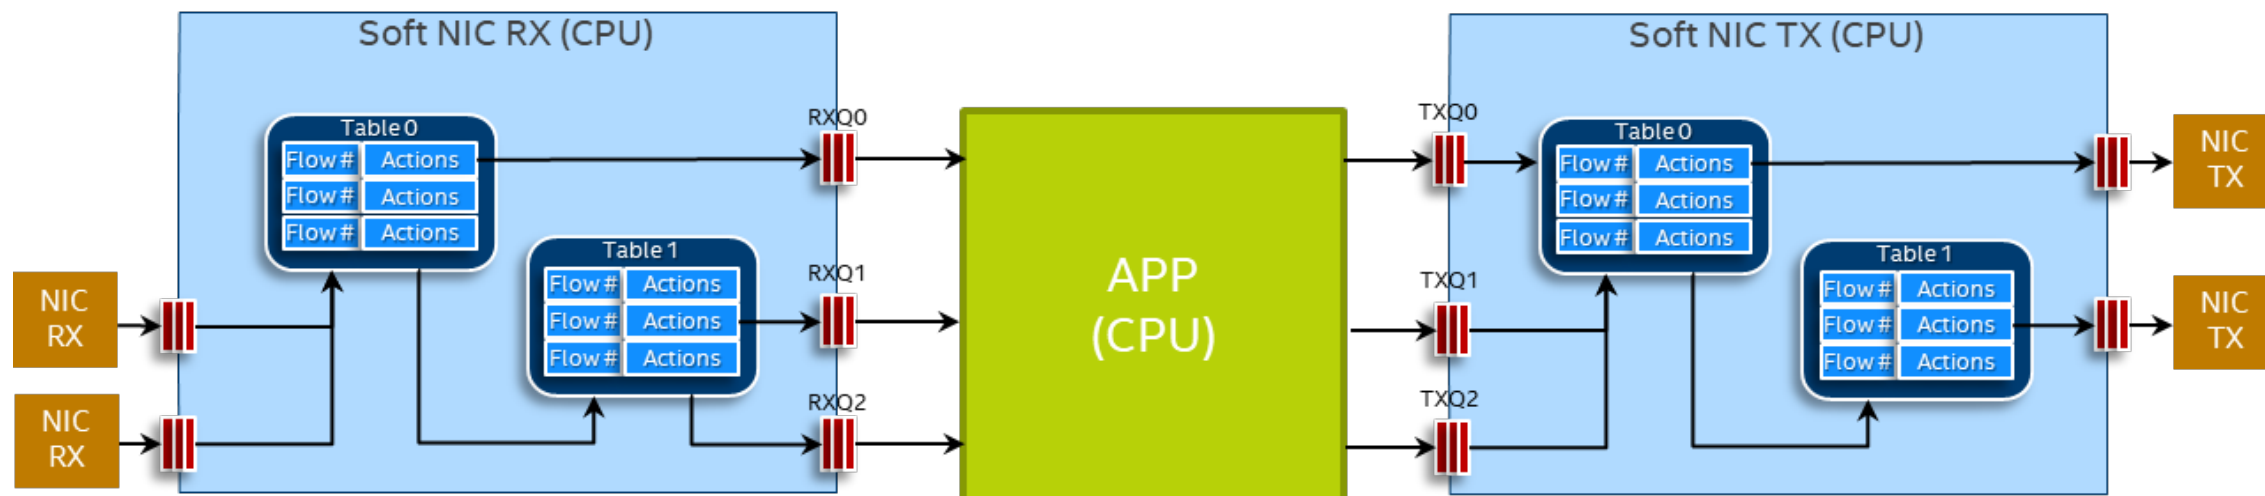 Soft NIC RX (CPU)
Table 0
Flow # Actions
Flow # Actions
Flow # Actions
Table 1
Flow # Actions
Flow # Actions
Flow # Actions
NIC
RX
NIC
RX
RXQ0
RXQ1
RXQ2
APP
(CPU)
TXQ0
TXQ1
TXQ2
Soft NIC TX (CPU)
Table 0
Flow # Actions
Flow # Actions
Flow # Actions
Table 1
Flow # Actions
Flow # Actions
Flow # Actions
NIC
TX
NIC
TX